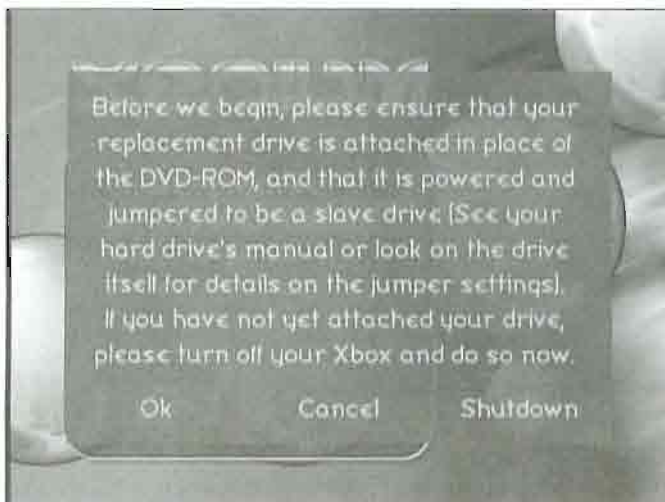 Before we begin, please ensure that your
replacement drive is attached in place of
the DVD-ROM, and that it is powered and
jumpered to be a slave drive (See your
hard drive's manual or look on the drive
itself for details on the jumper settings).
If you have not yet attached your drive,
please turn off your Xbox and do so now.
Ok Cancel Shutdown